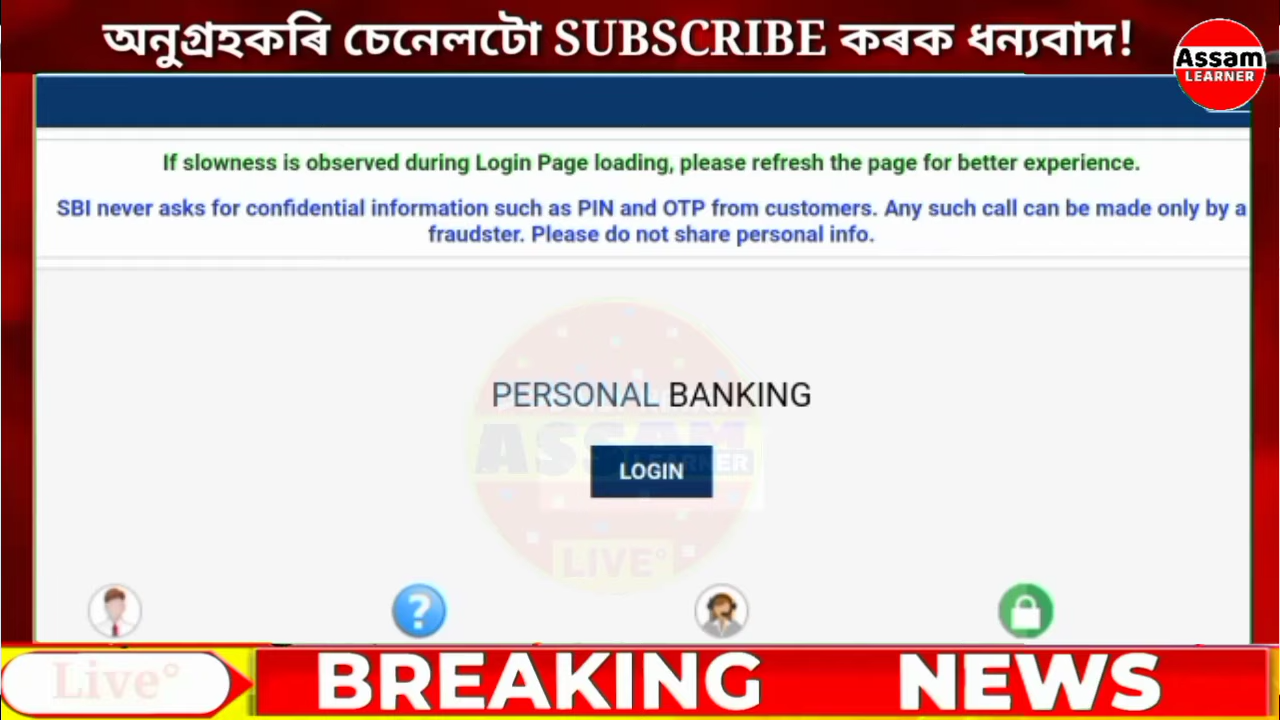 অনুগ্ৰহকৰি চেনেলটো SUBSCRIBE কৰক ধন্যবাদ!
Assam
LEARNER
If slowness is observed during Login Page loading, please refresh the page for better experience.
SBI never asks for confidential information such as PIN and OTP from customers. Any such call can be made only by a
fraudster. Please do not share personal info.
PERSONAL BANKING
ASSAM
LEARNER
LOGIN
LIVE°
?
Live°
BREAKING NEWS